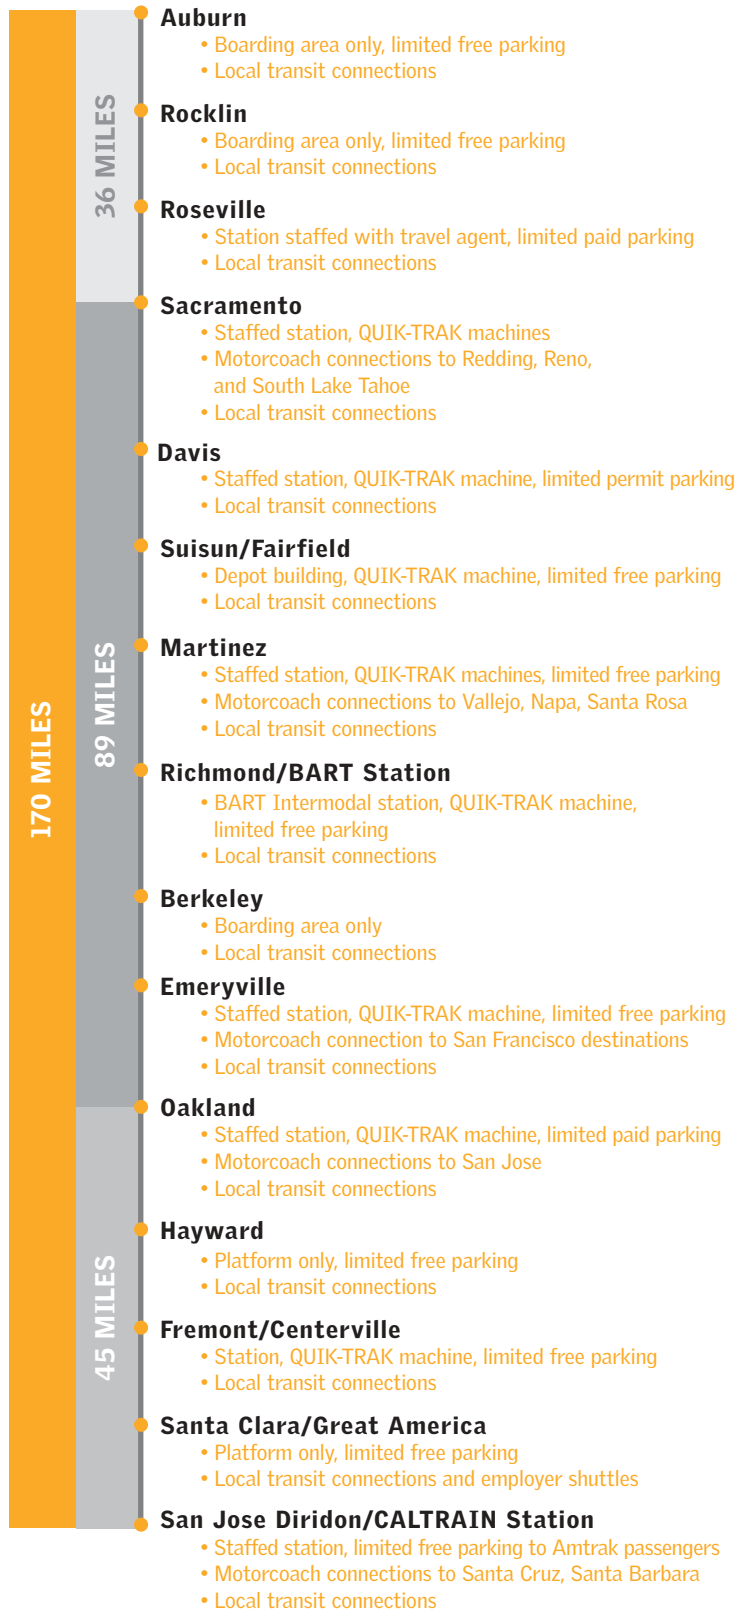 Auburn
• Boarding area only, limited free parking
• Local transit connections
Rocklin
• Boarding area only, limited free parking
• Local transit connections
Roseville
• Station staffed with travel agent, limited paid parking
• Local transit connections
36 MILES
Sacramento
• Staffed station, QUIK-TRAK machines
• Motorcoach connections to Redding, Reno,
and South Lake Tahoe
• Local transit connections
Davis
• Staffed station, QUIK-TRAK machine, limited permit parking
• Local transit connections
Suisun/Fairfield
• Depot building, QUIK-TRAK machine, limited free parking
• Local transit connections
Martinez
• Staffed station, QUIK-TRAK machines, limited free parking
• Motorcoach connections to Vallejo, Napa, Santa Rosa
• Local transit connections
89 MILES
170 MILES
Richmond/BART Station
• BART Intermodal station, QUIK-TRAK machine,
limited free parking
• Local transit connections
Berkeley
• Boarding area only
• Local transit connections
Emeryville
• Staffed station, QUIK-TRAK machine, limited free parking
• Motorcoach connection to San Francisco destinations
• Local transit connections
Oakland
• Staffed station, QUIK-TRAK machine, limited paid parking
• Motorcoach connections to San Jose
• Local transit connections
Hayward
• Platform only, limited free parking
• Local transit connections
45 MILES
Fremont/Centerville
• Station, QUIK-TRAK machine, limited free parking
• Local transit connections
Santa Clara/Great America
• Platform only, limited free parking
• Local transit connections and employer shuttles
San Jose Diridon/CALTRAIN Station
• Staffed station, limited free parking to Amtrak passengers
• Motorcoach connections to Santa Cruz, Santa Barbara
• Local transit connections